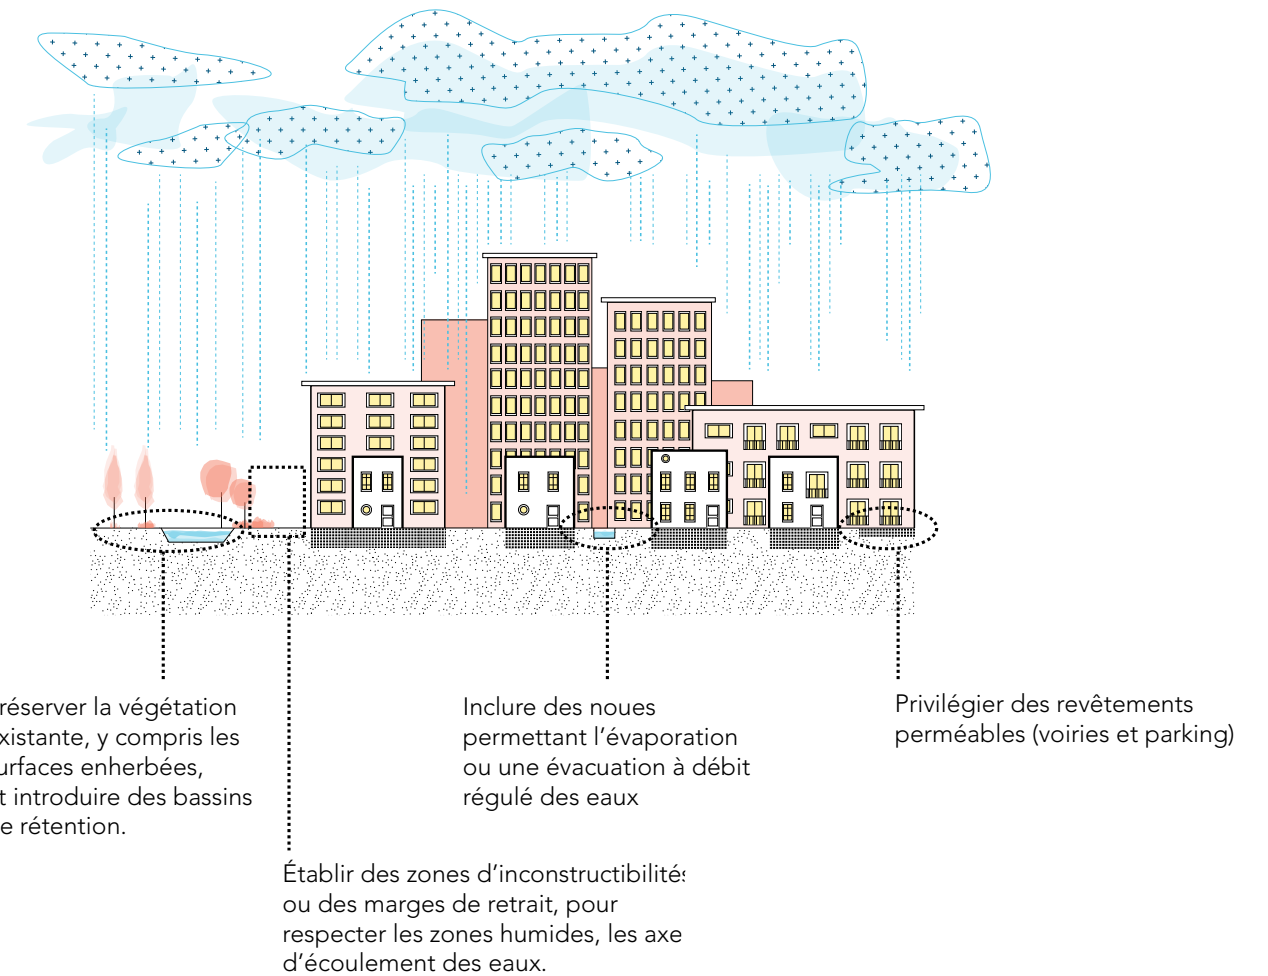 réserver la végétation
xistante, y compris les
urfaces enherbées,
t introduire des bassins
e rétention.
Établir des zones d’inconstructibilités
ou des marges de retrait, pour
respecter les zones humides, les axe
d’écoulement des eaux.
Inclure des noues
permettant l’évaporation
ou une évacuation à débit
régulé des eaux
Privilégier des revêtements
perméables (voiries et parking)